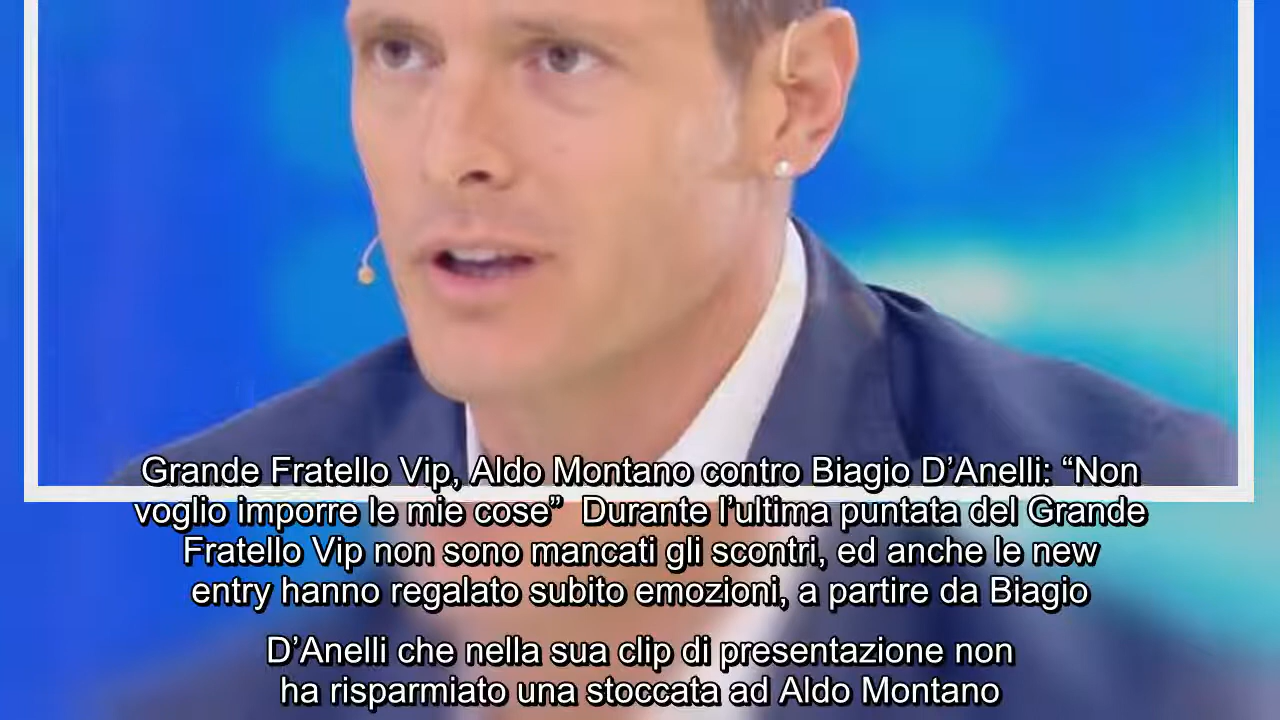 Grande Fratello Vip, Aldo Montano contro Biagio D’Anelli: “Non
voglio imporre le mie cose”  Durante l’ultima puntata del Grande
Fratello Vip non sono mancati gli scontri, ed anche le new
entry hanno regalato subito emozioni, a partire da Biagio
D’Anelli che nella sua clip di presentazione non
ha risparmiato una stoccata ad Aldo Montano